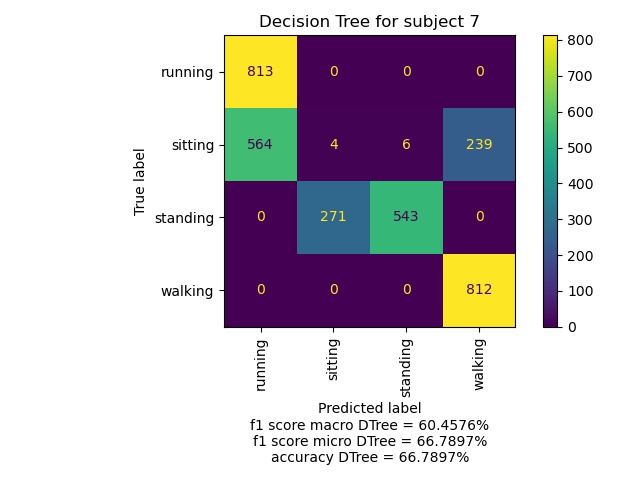 Decision Tree for subject 7
True label
running 813 0 0 0
sitting 564 4 6 239
standing 0 271 543 0
walking 0 0 0 812
running sitting standing walking
Predicted label
f1 score macro DTree = 60.4576%
f1 score micro DTree = 66.7897%
accuracy DTree = 66.7897%
800
700
600
500
400
300
200
100
0